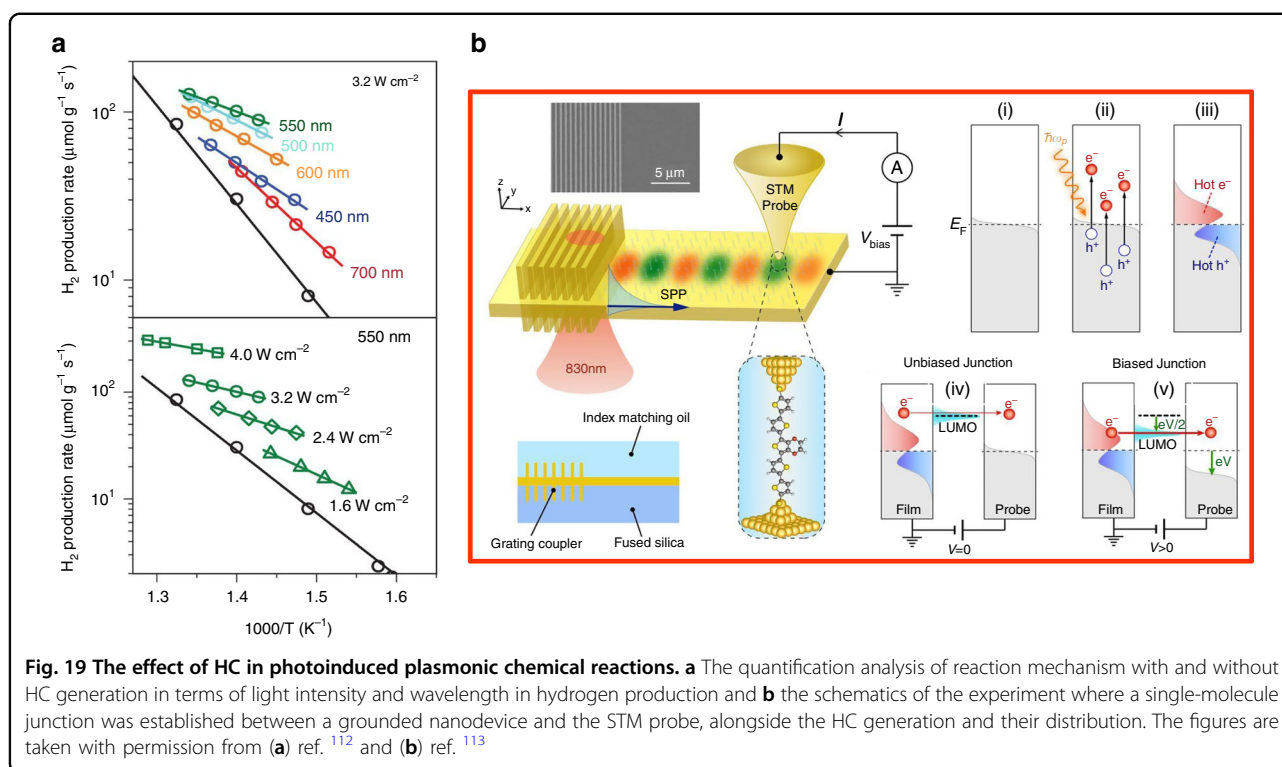 a
3.2 W cm⁻²
H₂ production rate (μmol g⁻¹ s⁻¹)
10²
10¹
550 nm
500 nm
600 nm
450 nm
700 nm
550 nm
H₂ production rate (μmol g⁻¹ s⁻¹)
10²
10¹
4.0 W cm⁻²
3.2 W cm⁻²
2.4 W cm⁻²
1.6 W cm⁻²
1.3 1.4 1.5 1.6
1000/T (K⁻¹)
b
5 μm
z
y
x
I
A
STM
Probe
V_bias
SPP
830nm
Index matching oil
Grating coupler
Fused silica
(i) (ii) (iii)
ℏω_p
e⁻
e⁻
e⁻
h⁺
h⁺
h⁺
E_F
Hot e⁻
Hot h⁺
Unbiased Junction
(iv)
e⁻ e⁻
LUMO
Film Probe
V=0
Biased Junction
(v)
e⁻ e⁻
eV/2
LUMO
eV
Film Probe
V>0
Fig. 19 The effect of HC in photoinduced plasmonic chemical reactions. a The quantification analysis of reaction mechanism with and without
HC generation in terms of light intensity and wavelength in hydrogen production and b the schematics of the experiment where a single-molecule
junction was established between a grounded nanodevice and the STM probe, alongside the HC generation and their distribution. The figures are
taken with permission from (a) ref. 112 and (b) ref. 113